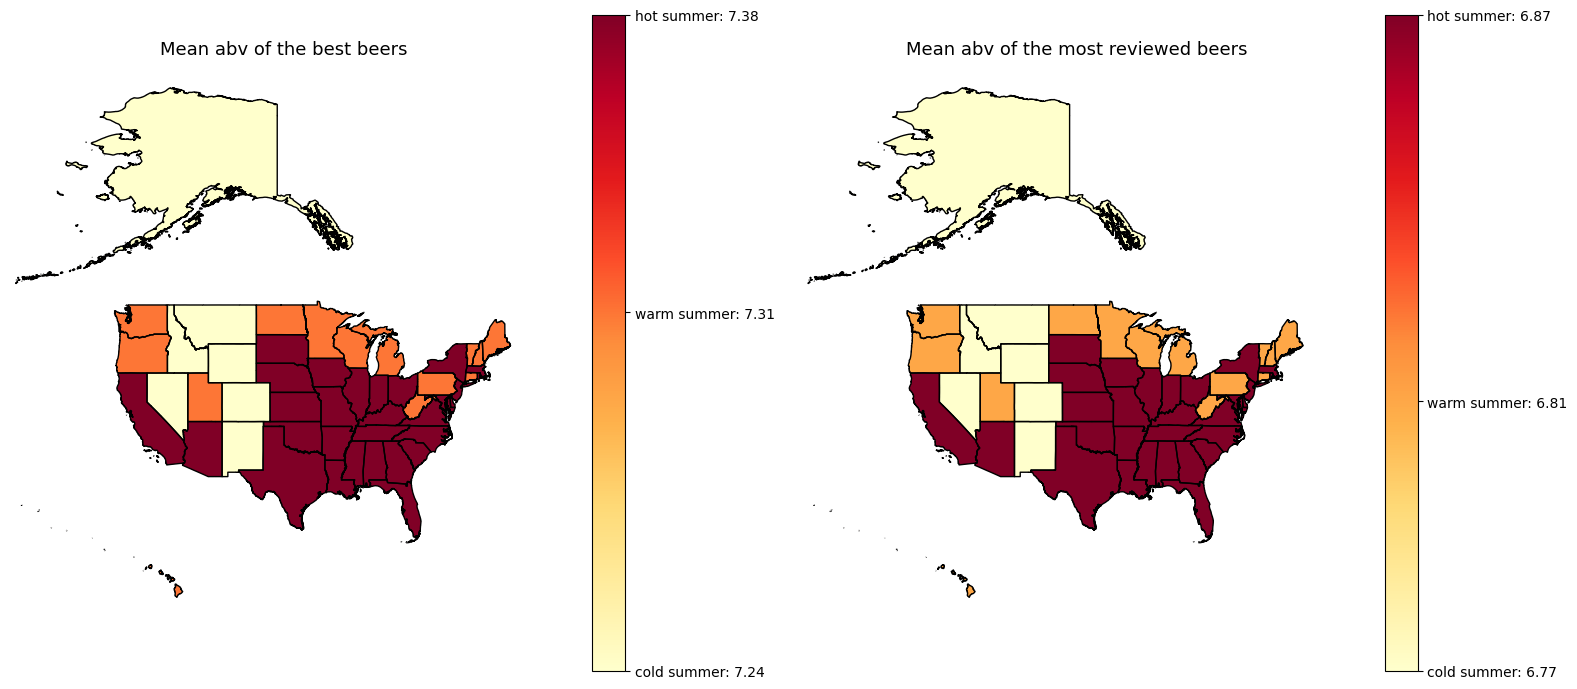 Mean abv of the best beers
hot summer: 7.38
warm summer: 7.31
cold summer: 7.24
Mean abv of the most reviewed beers
hot summer: 6.87
warm summer: 6.81
cold summer: 6.77